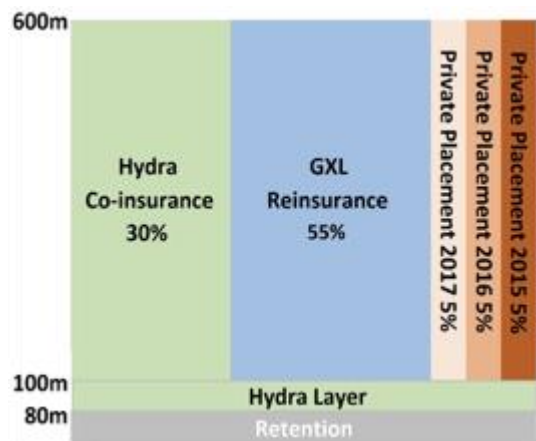 600m
Hydra
Co-insurance
30%
GXL
Reinsurance
55%
Private Placement 2017 5%
Private Placement 2016 5%
Private Placement 2015 5%
100m
Hydra Layer
80m
Retention